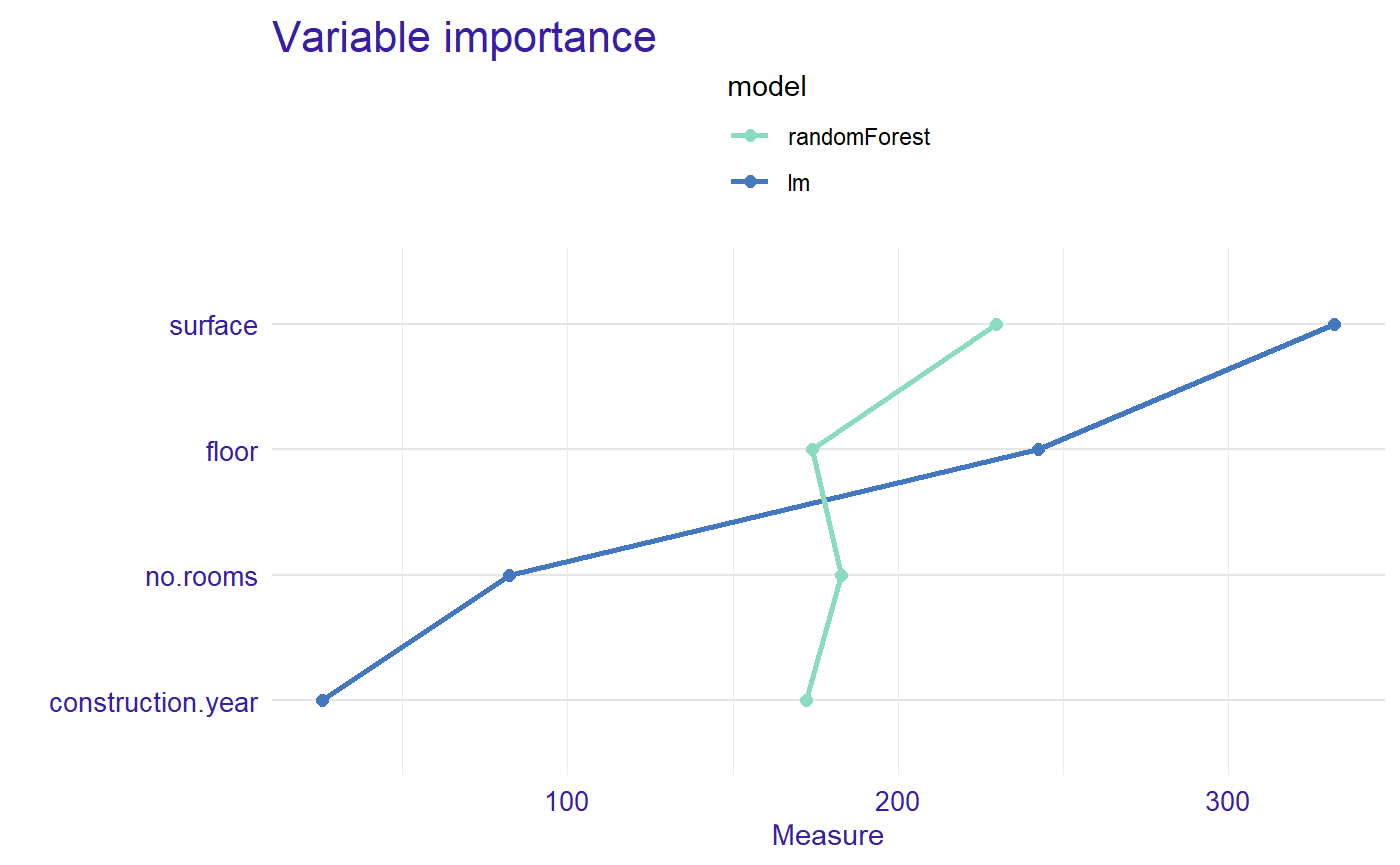 Variable importance
model
randomForest
lm
surface
floor
no.rooms
construction.year
100 200 300
Measure